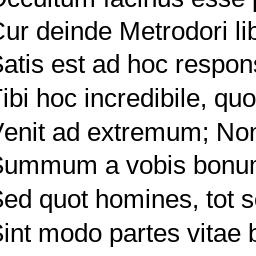 Occultum facinus esse p
Cur deinde Metrodori lib
Satis est ad hoc respons
Tibi hoc incredibile, quo
Venit ad extremum; Non
Summum a vobis bonum
Sed quot homines, tot s
Sint modo partes vitae b